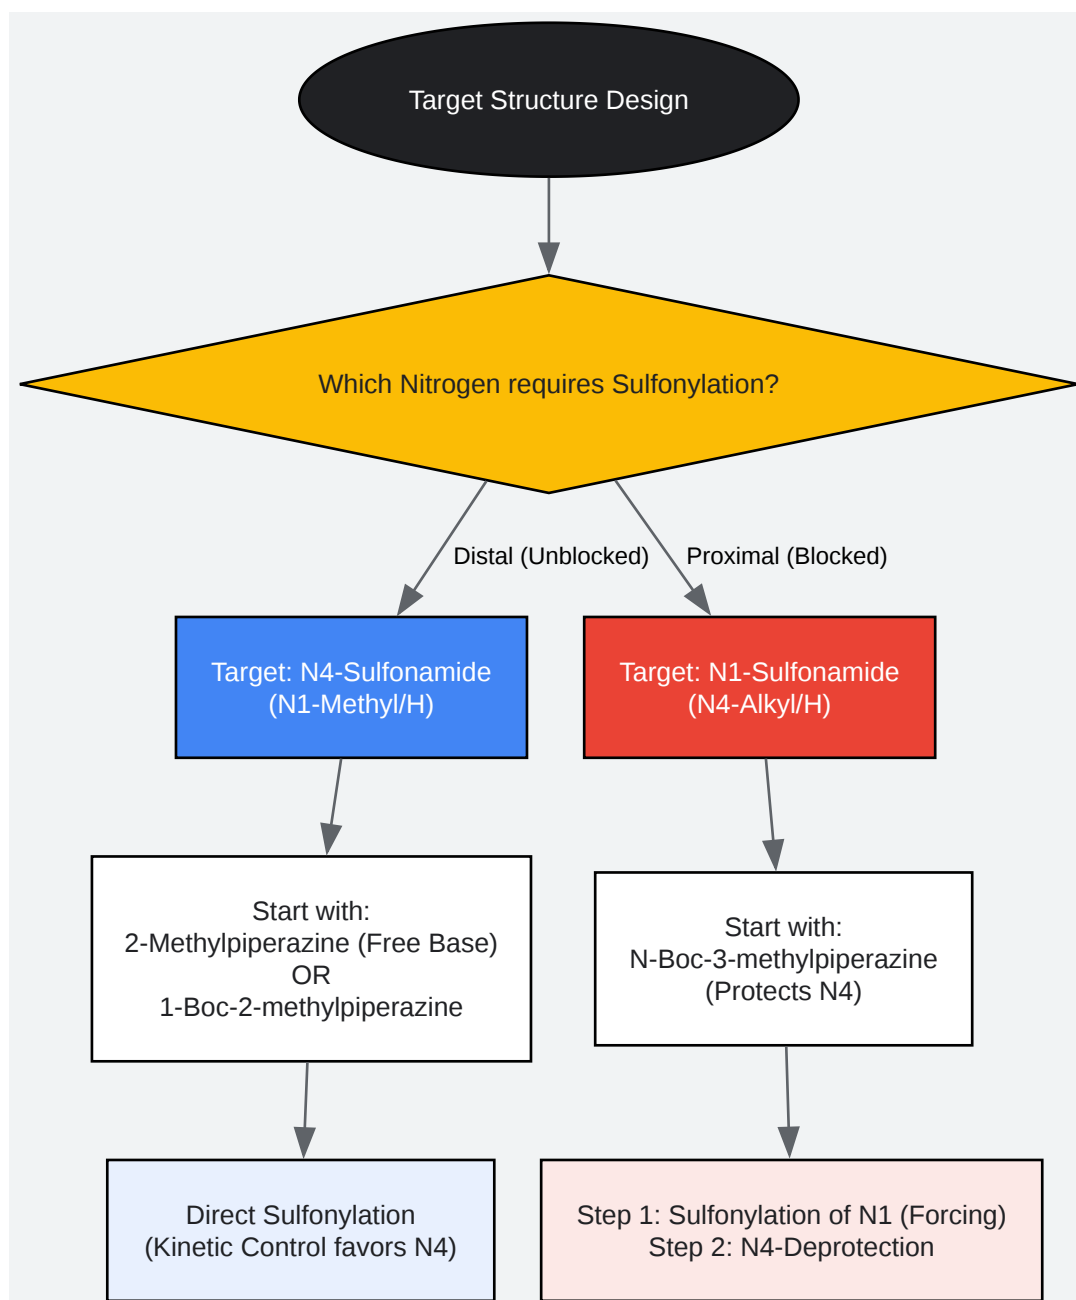 Target Structure Design
Which Nitrogen requires Sulfonylation?
Distal (Unblocked)
Proximal (Blocked)
Target: N4-Sulfonamide
(N1-Methyl/H)
Target: N1-Sulfonamide
(N4-Alkyl/H)
Start with:
2-Methylpiperazine (Free Base)
OR
1-Boc-2-methylpiperazine
Start with:
N-Boc-3-methylpiperazine
(Protects N4)
Direct Sulfonylation
(Kinetic Control favors N4)
Step 1: Sulfonylation of N1 (Forcing)
Step 2: N4-Deprotection